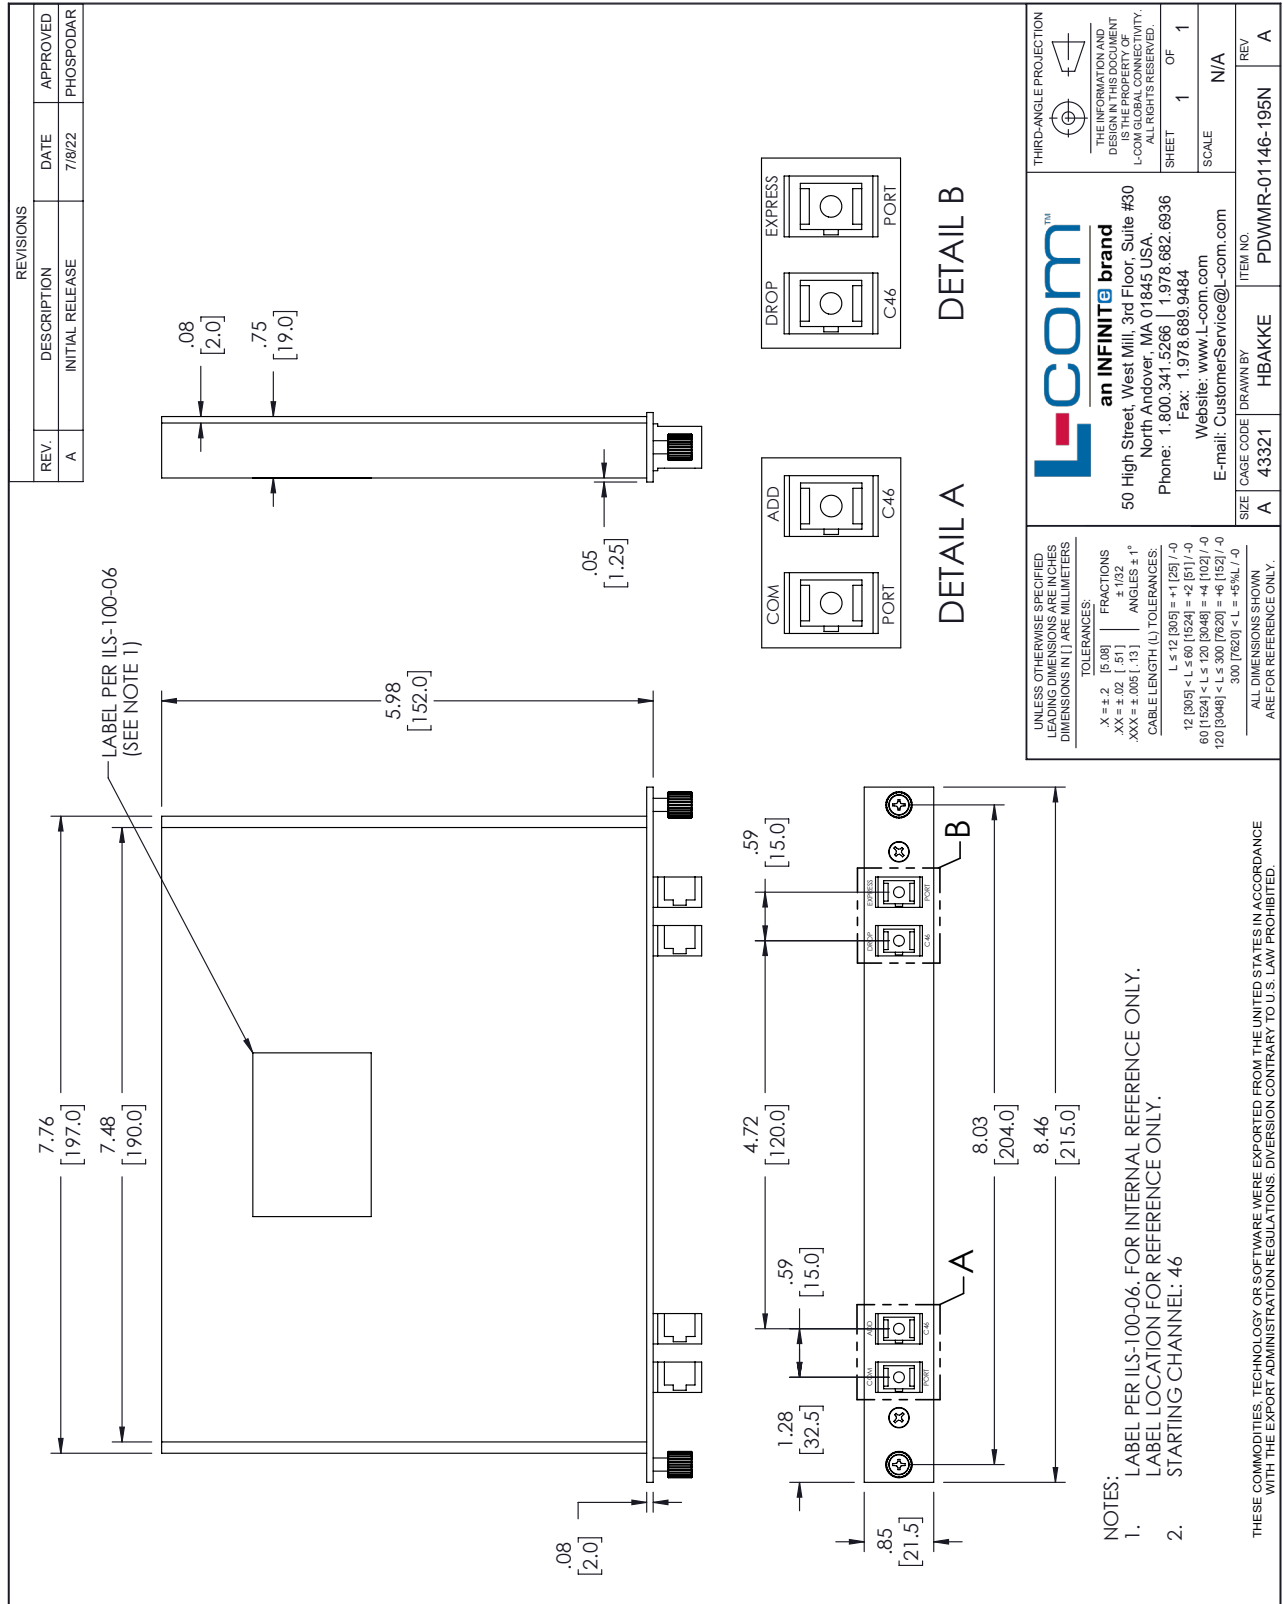 REVISIONS
REV. DESCRIPTION DATE APPROVED
A INITIAL RELEASE 7/8/22 PHOSPODAR
7.76
[197.0]
7.48
[190.0]
LABEL PER ILS-100-06
(SEE NOTE 1)
5.98
[152.0]
.08
[2.0]
.08
[2.0]
.75
[19.0]
.05
[1.25]
1.28
[32.5]
.59
[15.0]
4.72
[120.0]
.59
[15.0]
.85
[21.5]
COM ADD
PORT C46
DROP EXPRESS
C46 PORT
A
B
8.03
[204.0]
8.46
[215.0]
COM ADD
PORT C46
DETAIL A
DROP EXPRESS
C46 PORT
DETAIL B
NOTES:
1. LABEL PER ILS-100-06. FOR INTERNAL REFERENCE ONLY.
LABEL LOCATION FOR REFERENCE ONLY.
2. STARTING CHANNEL: 46
THESE COMMODITIES, TECHNOLOGY OR SOFTWARE WERE EXPORTED FROM THE UNITED STATES IN ACCORDANCE
WITH THE EXPORT ADMINISTRATION REGULATIONS. DIVERSION CONTRARY TO U.S. LAW PROHIBITED.
UNLESS OTHERWISE SPECIFIED
LEADING DIMENSIONS ARE INCHES
DIMENSIONS IN [ ] ARE MILLIMETERS
TOLERANCES:
.X = ± .2 [5.08] FRACTIONS
.XX = ± .02 [ .51 ] ± 1/32
.XXX = ± .005 [ .13 ] ANGLES ± 1°
CABLE LENGTH (L) TOLERANCES:
L ≤ 12 [305] = +1 [25] / -0
12 [305] < L ≤ 60 [1524] = +2 [51] / -0
60 [1524] < L ≤ 120 [3048] = +4 [102] / -0
120 [3048] < L ≤ 300 [7620] = +6 [152] / -0
300 [7620] < L = +5%L / -0
ALL DIMENSIONS SHOWN
ARE FOR REFERENCE ONLY.
L-com™
an INFINITe brand
50 High Street, West Mill, 3rd Floor, Suite #30
North Andover, MA 01845 USA.
Phone: 1.800.341.5266 | 1.978.682.6936
Fax: 1.978.689.9484
Website: www.L-com.com
E-mail: CustomerService@L-com.com
THIRD-ANGLE PROJECTION
THE INFORMATION AND
DESIGN IN THIS DOCUMENT
IS THE PROPERTY OF
L-COM GLOBAL CONNECTIVITY.
ALL RIGHTS RESERVED.
SHEET 1 OF 1
SCALE N/A
SIZE CAGE CODE DRAWN BY ITEM NO. REV
A 43321 HBAKKE PDWMR-01146-195N A